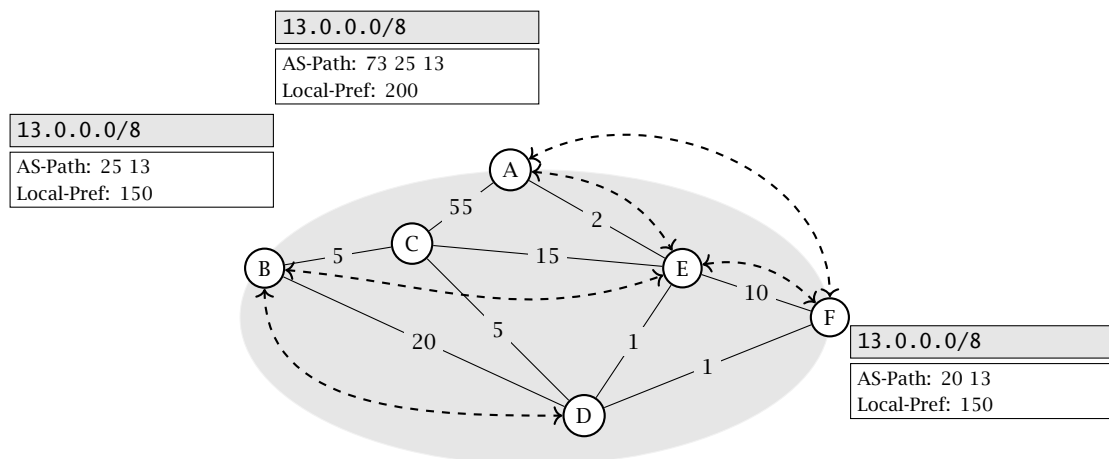 13.0.0.0/8
AS-Path: 73 25 13
Local-Pref: 200
13.0.0.0/8
AS-Path: 25 13
Local-Pref: 150
A
55
2
C
B
5
15
E
10
F
20
5
1
1
D
13.0.0.0/8
AS-Path: 20 13
Local-Pref: 150